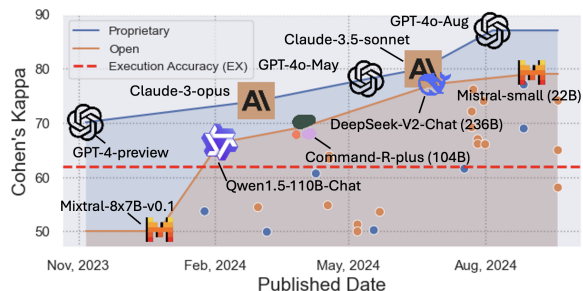 Cohen's Kappa
90
80
70
60
50
Proprietary
Open
Execution Accuracy (EX)
GPT-4o-Aug
Claude-3.5-sonnet
GPT-4o-May
Claude-3-opus
Mistral-small (22B)
DeepSeek-V2-Chat (236B)
GPT-4-preview
Command-R-plus (104B)
Qwen1.5-110B-Chat
Mixtral-8x7B-v0.1
Nov, 2023
Feb, 2024
May, 2024
Aug, 2024
Published Date